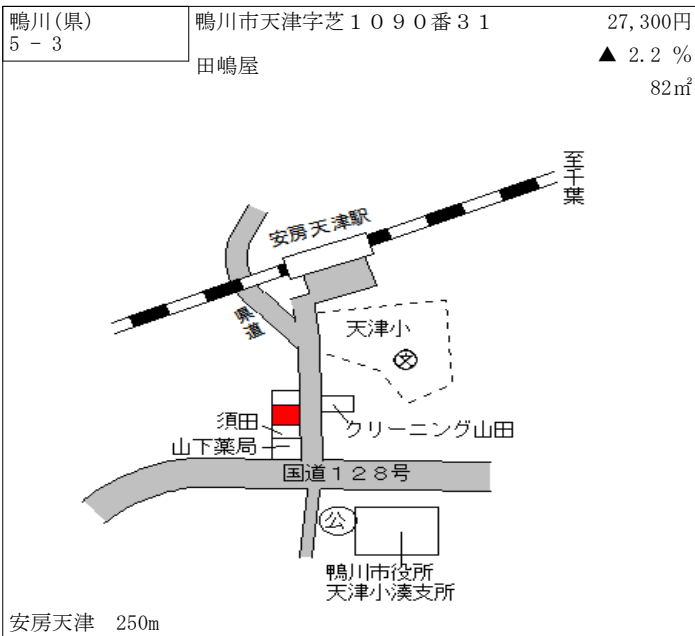 鴨川(県)
5 - 3
鴨川市天津字芝１０９０番３１
田嶋屋
27,300円
▲ 2.2 %
82㎡
至千葉
安房天津駅
県道
天津小
文
須田
クリーニング山田
山下薬局
国道１２８号
公
鴨川市役所
天津小湊支所
安房天津　250m